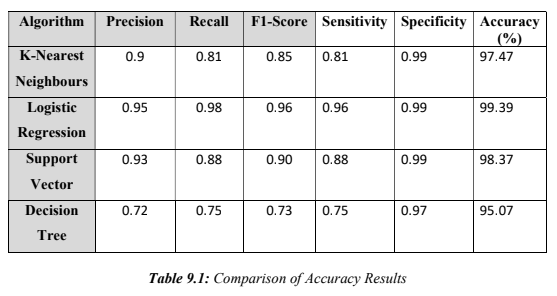 Algorithm Precision Recall F1-Score Sensitivity Specificity Accuracy
(%)
K-Nearest 0.9 0.81 0.85 0.81 0.99 97.47
Neighbours
Logistic 0.95 0.98 0.96 0.96 0.99 99.39
Regression
Support 0.93 0.88 0.90 0.88 0.99 98.37
Vector
Decision 0.72 0.75 0.73 0.75 0.97 95.07
Tree
Table 9.1: Comparison of Accuracy Results